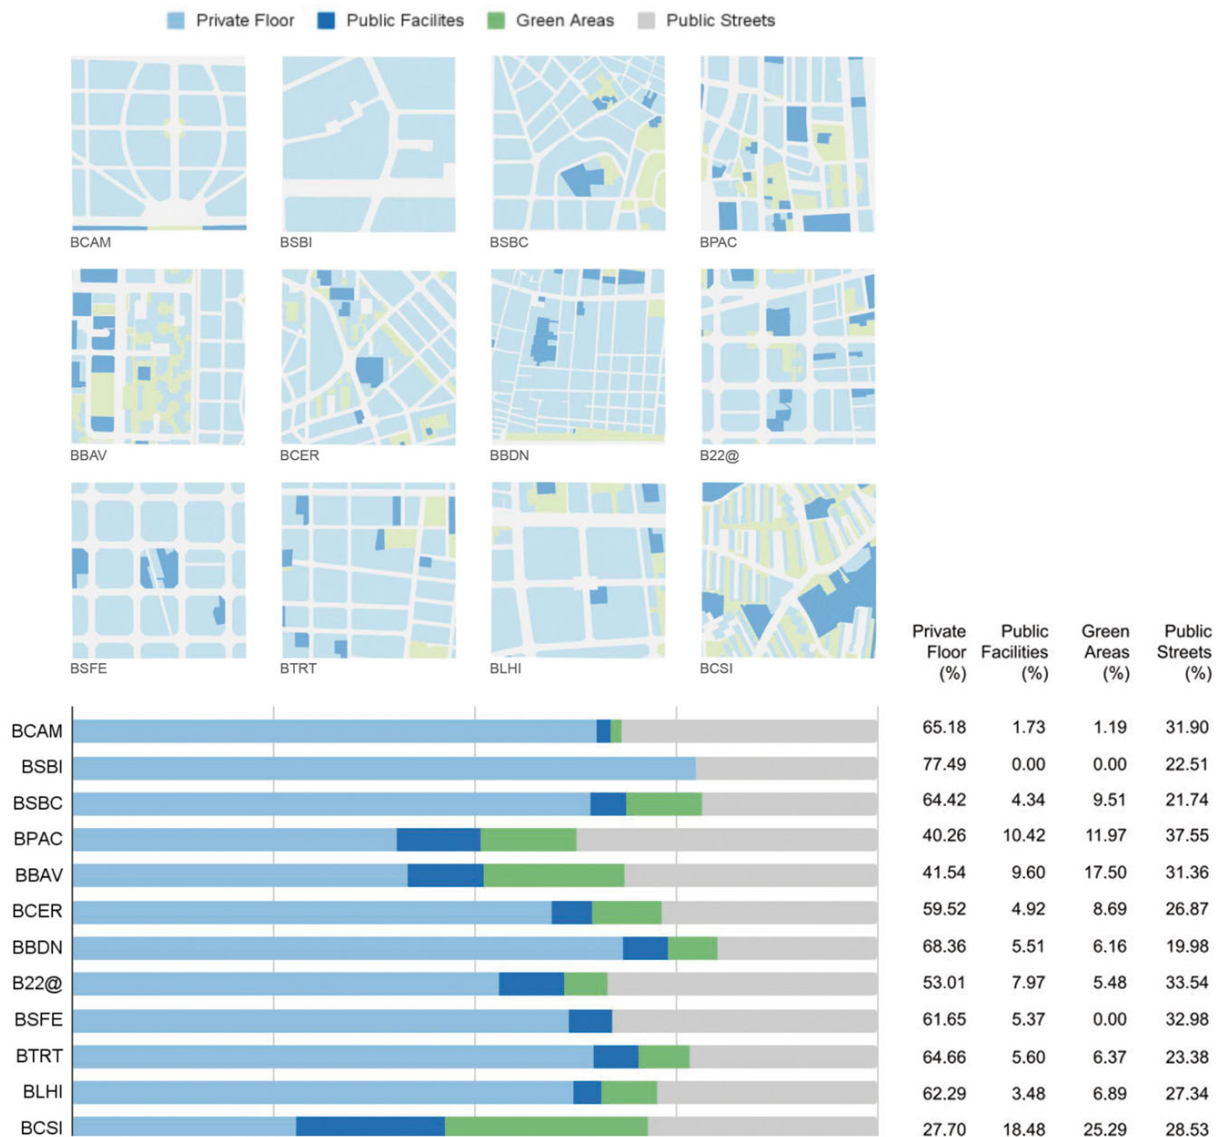 Private Floor Public Facilites Green Areas Public Streets
BCAM BSBI BSBC BPAC
BBAV BCER BBDN B22@
BSFE BTRT BLHI BCSI
Private Public Green Public
Floor Facilities Areas Streets
(%) (%) (%) (%)
BCAM 65.18 1.73 1.19 31.90
BSBI 77.49 0.00 0.00 22.51
BSBC 64.42 4.34 9.51 21.74
BPAC 40.26 10.42 11.97 37.55
BBAV 41.54 9.60 17.50 31.36
BCER 59.52 4.92 8.69 26.87
BBDN 68.36 5.51 6.16 19.98
B22@ 53.01 7.97 5.48 33.54
BSFE 61.65 5.37 0.00 32.98
BTRT 64.66 5.60 6.37 23.38
BLHI 62.29 3.48 6.89 27.34
BCSI 27.70 18.48 25.29 28.53